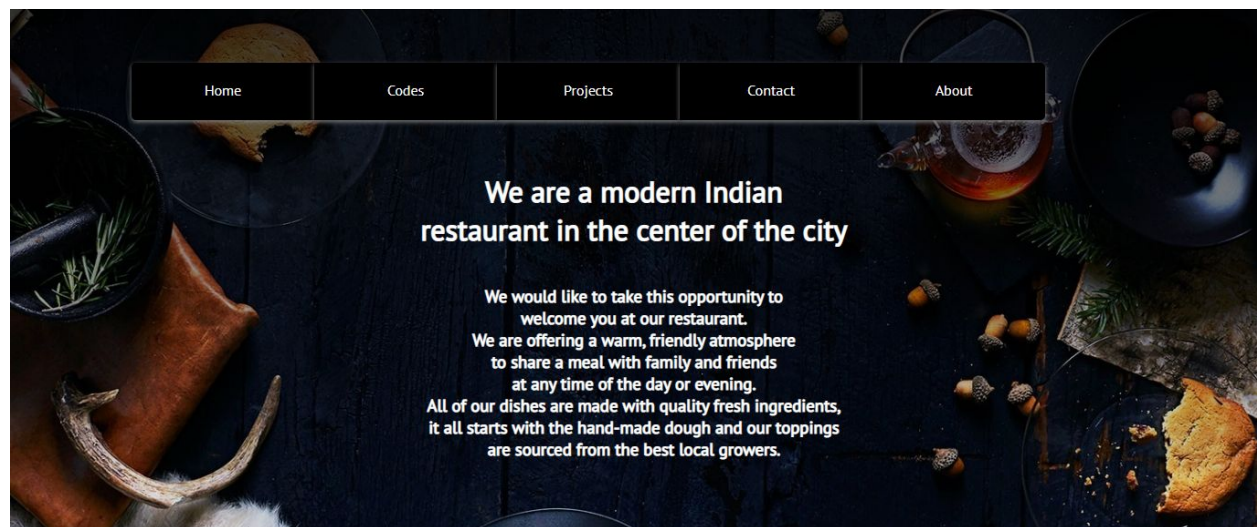 Home Codes Projects Contact About
We are a modern Indian
restaurant in the center of the city
We would like to take this opportunity to
welcome you at our restaurant.
We are offering a warm, friendly atmosphere
to share a meal with family and friends
at any time of the day or evening.
All of our dishes are made with quality fresh ingredients,
it all starts with the hand-made dough and our toppings
are sourced from the best local growers.